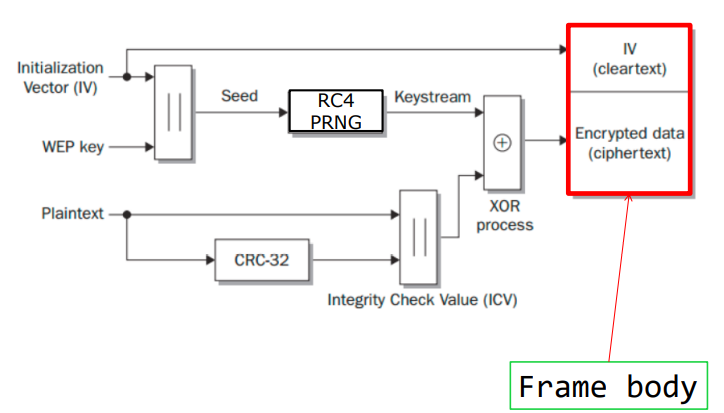 Initialization
Vector (IV)
WEP key
Seed
RC4
PRNG
Keystream
IV
(cleartext)
Encrypted data
(ciphertext)
XOR
process
Plaintext
CRC-32
Integrity Check Value (ICV)
Frame body